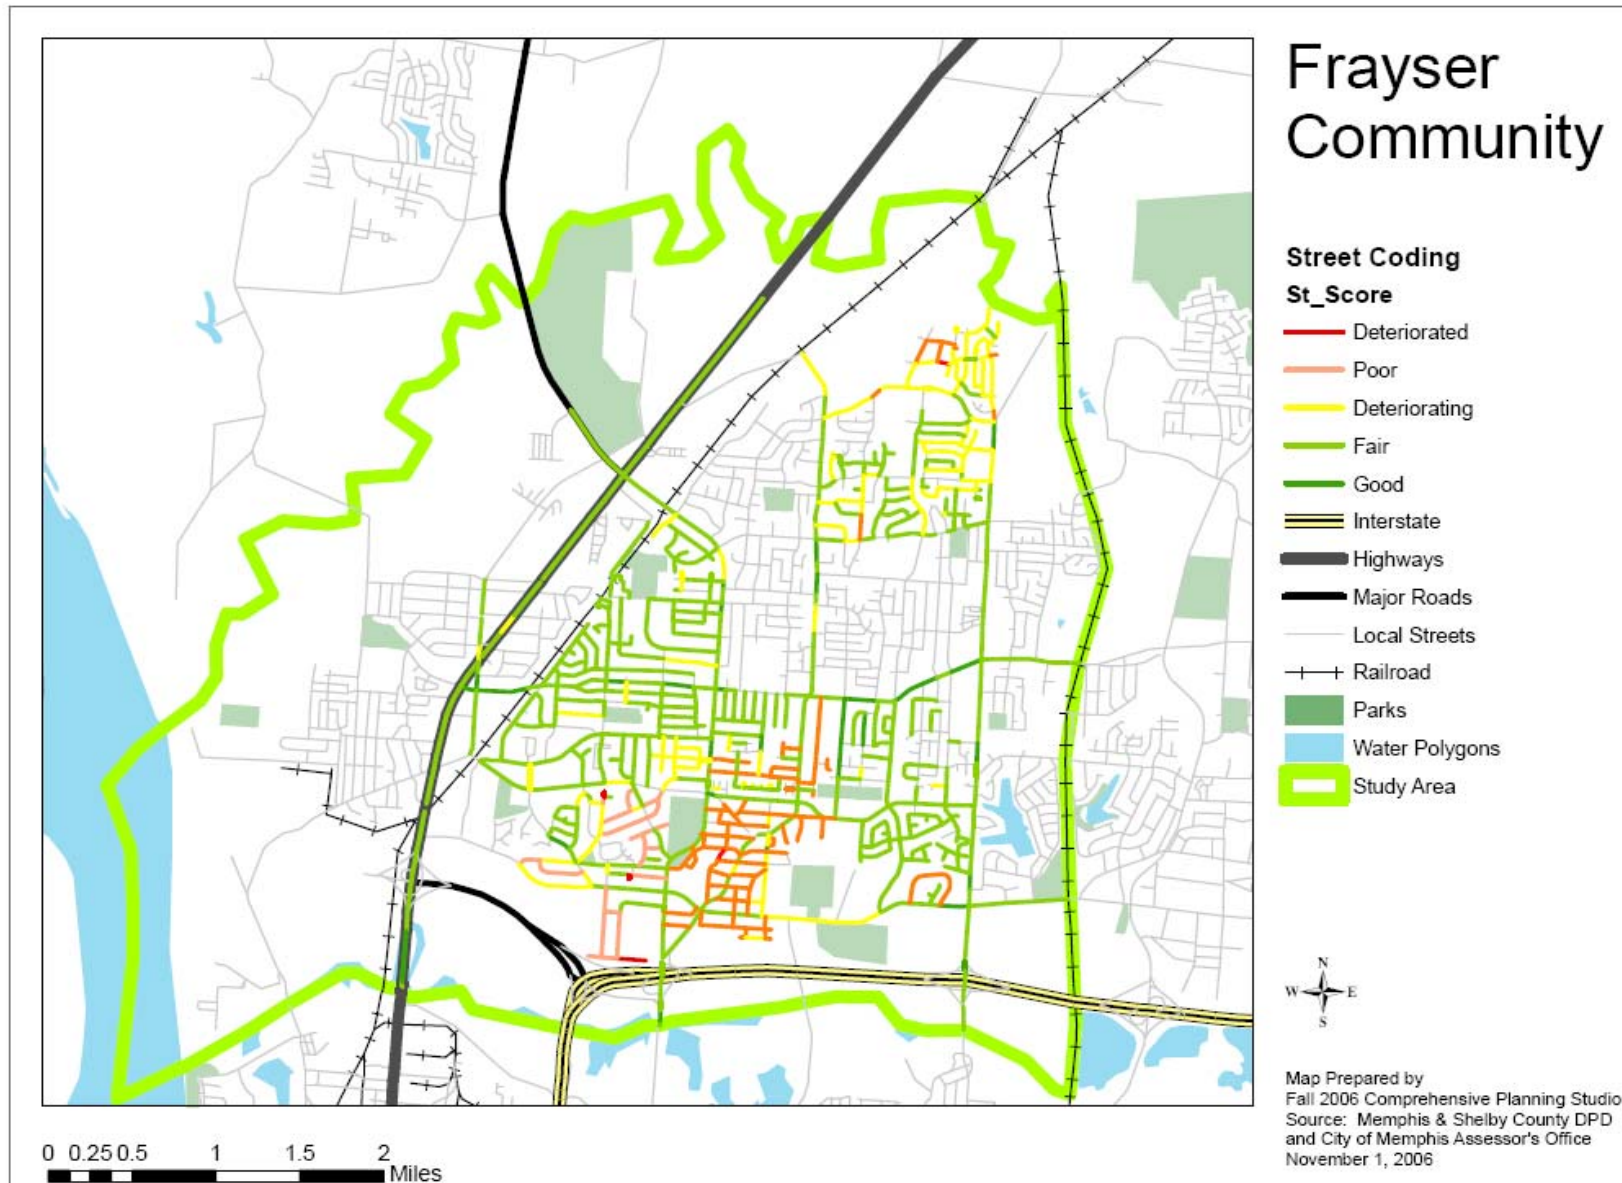 Frayser
Community
Street Coding
St_Score
Deteriorated
Poor
Deteriorating
Fair
Good
Interstate
Highways
Major Roads
Local Streets
Railroad
Parks
Water Polygons
Study Area
N
W E
S
Map Prepared by
Fall 2006 Comprehensive Planning Studio
Source: Memphis & Shelby County DPD
and City of Memphis Assessor's Office
November 1, 2006
0 0.25 0.5 1 1.5 2
Miles